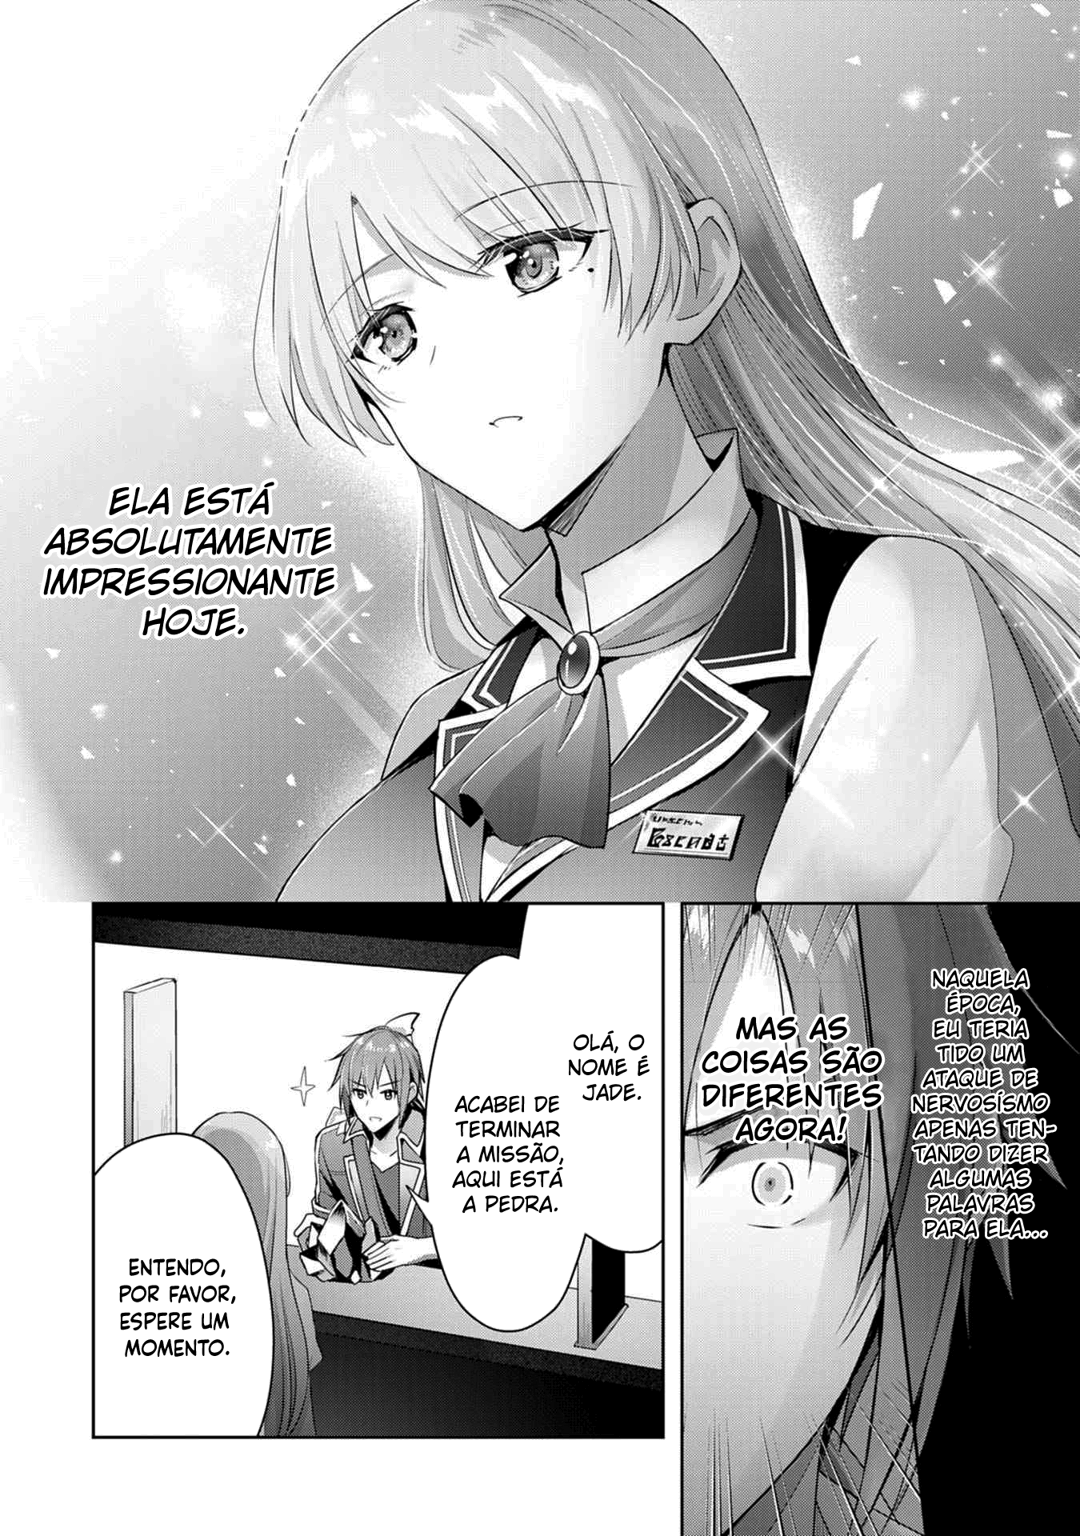 ELA ESTÁ
ABSOLUTAMENTE
IMPRESSIONANTE
HOJE.
NAQUELA
ÉPOCA,
EU TERIA
TIDO UM
ATAQUE DE
NERVOSÍSMO
APENAS TEN-
TANDO DIZER
ALGUMAS
PALAVRAS
PARA ELA...
MAS AS
COISAS SÃO
DIFERENTES
AGORA!
OLÁ, O
NOME É
JADE.
ACABEI DE
TERMINAR
A MISSÃO,
AQUI ESTÁ
A PEDRA.
ENTENDO,
POR FAVOR,
ESPERE UM
MOMENTO.